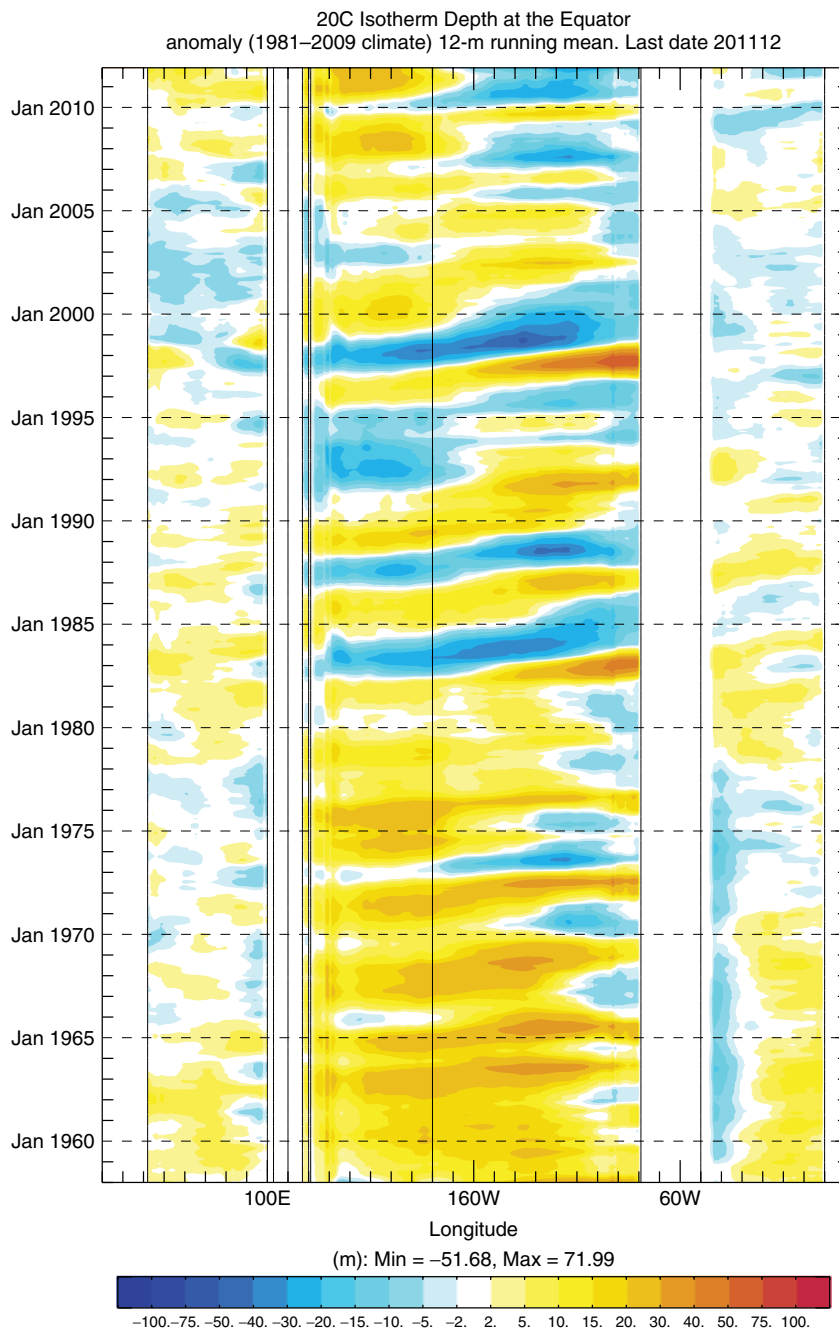 20C Isotherm Depth at the Equator
anomaly (1981–2009 climate) 12-m running mean. Last date 201112
Jan 2010
Jan 2005
Jan 2000
Jan 1995
Jan 1990
Jan 1985
Jan 1980
Jan 1975
Jan 1970
Jan 1965
Jan 1960
100E 160W 60W
Longitude
(m): Min = –51.68, Max = 71.99
–100. –75. –50. –40. –30. –20. –15. –10. –5. –2. 2. 5. 10. 15. 20. 30. 40. 50. 75. 100.